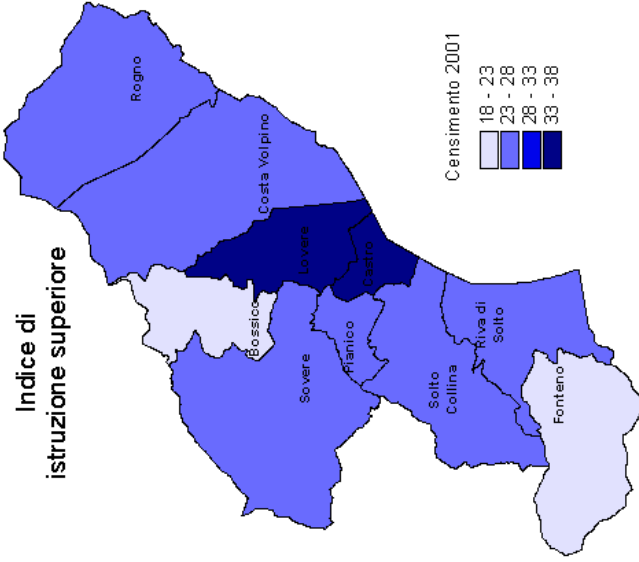 Indice di
istruzione superiore
Rogno
Costa Volpino
Lovere
Castro
Bossico
Pianico
Sovere
Riva di
Solto
Solto
Collina
Fonteno
Censimento 2001
18 - 23
23 - 28
28 - 33
33 - 38